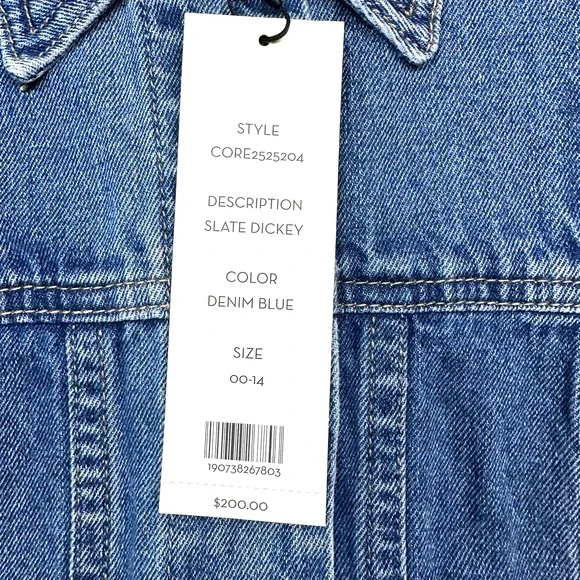 STYLE
CORE2525204
DESCRIPTION
SLATE DICKEY
COLOR
DENIM BLUE
SIZE
00-14
190738267803
$200.00